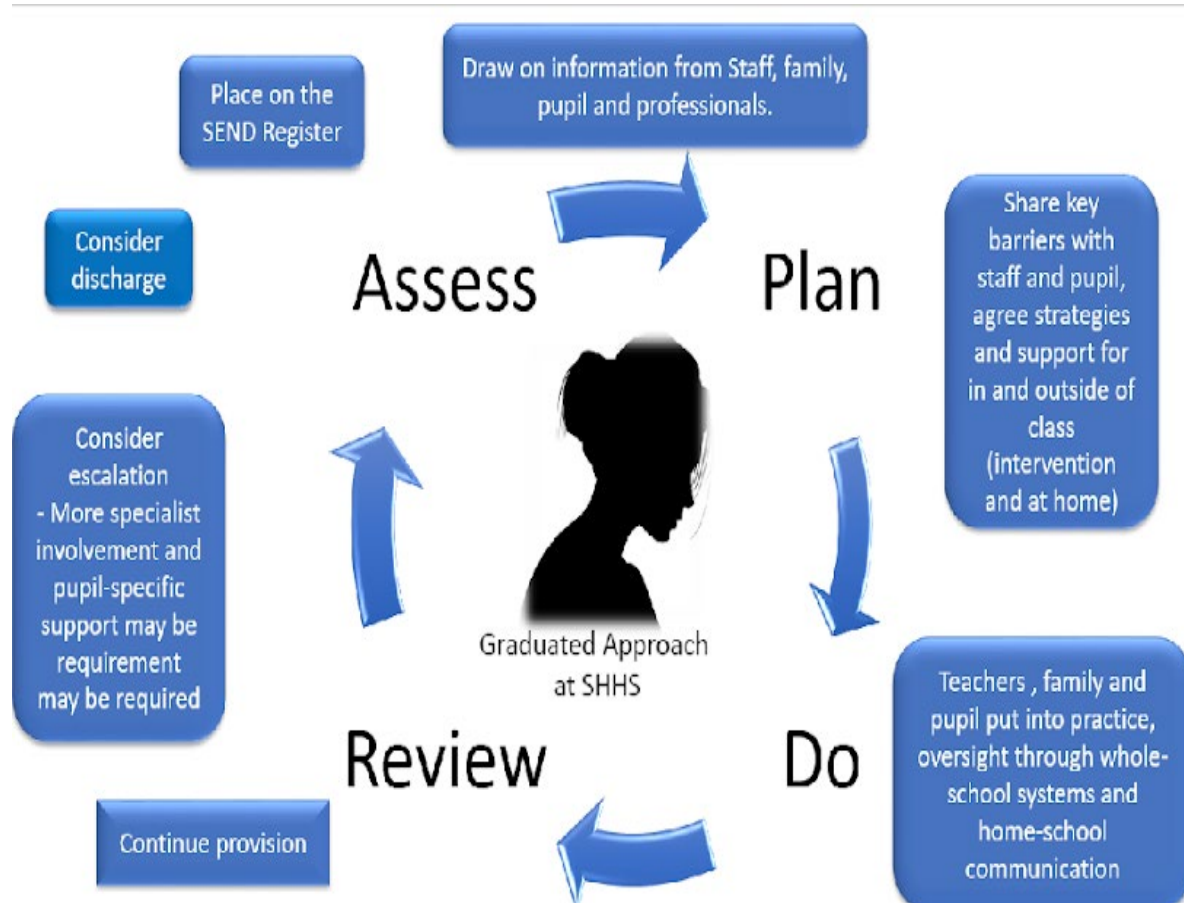 Draw on information from Staff, family,
pupil and professionals.
Place on the
SEND Register
Consider
discharge
Assess
Plan
Share key
barriers with
staff and pupil,
agree strategies
and support for
in and outside of
class
(intervention
and at home)
Consider
escalation
- More specialist
involvement and
pupil-specific
support may be
requirement
may be required
Graduated Approach
at SHHS
Review
Do
Teachers , family and
pupil put into practice,
oversight through whole-
school systems and
home-school
communication
Continue provision